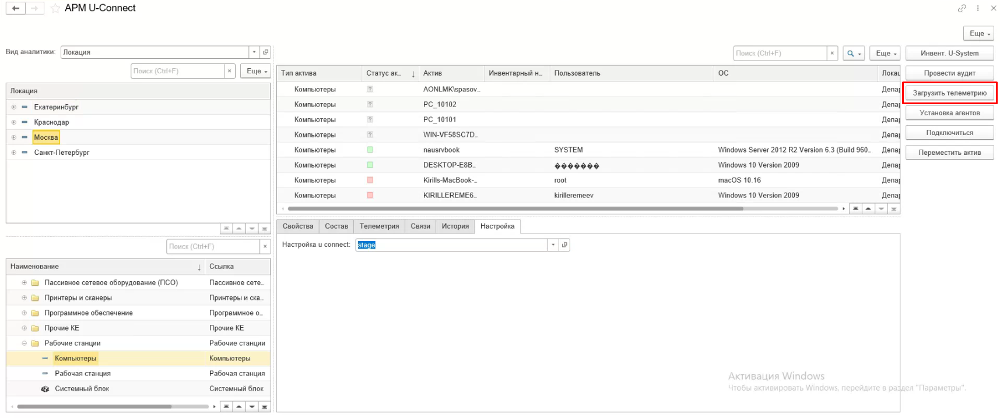 АРМ U-Connect
Еще
Вид аналитики: Локация
Поиск (Ctrl+F) × Еще
Локация
Екатеринбург
Краснодар
Москва
Санкт-Петербург
Поиск (Ctrl+F) ×
Наименование ↓ Ссылка
Пассивное сетевое оборудование (ПСО) Пассивное сете...
Принтеры и сканеры Принтеры и ска...
Программное обеспечение Программное о...
Прочие КЕ Прочие КЕ
Рабочие станции Рабочие станции
Компьютеры Компьютеры
Рабочая станция Рабочая станция
Системный блок Системный блок
Поиск (Ctrl+F) × Еще
Тип актива Статус ак... ↓ Актив Инвентарный н... Пользователь ОС Локац
Компьютеры ? AONLMK\spasov... Депар
Компьютеры ? PC_10102 Депар
Компьютеры ? PC_10101 Депар
Компьютеры ? WIN-VF58SC7D... Депар
Компьютеры nausrvbook SYSTEM Windows Server 2012 R2 Version 6.3 (Build 960... Депар
Компьютеры DESKTOP-E8B... ������� Windows 10 Version 2009 Депар
Компьютеры Kirills-MacBook-... root macOS 10.16 Депар
Компьютеры KIRILLEREME6... kirilleremeev Windows 10 Version 2009 Депар
Свойства Состав Телеметрия Связи История Настройка
Настройка u connect: stage
Инвент. U-System
Провести аудит
Загрузить телеметрию
Установка агентов
Подключиться
Переместить актив
Активация Windows
Чтобы активировать Windows, перейдите в раздел "Параметры".